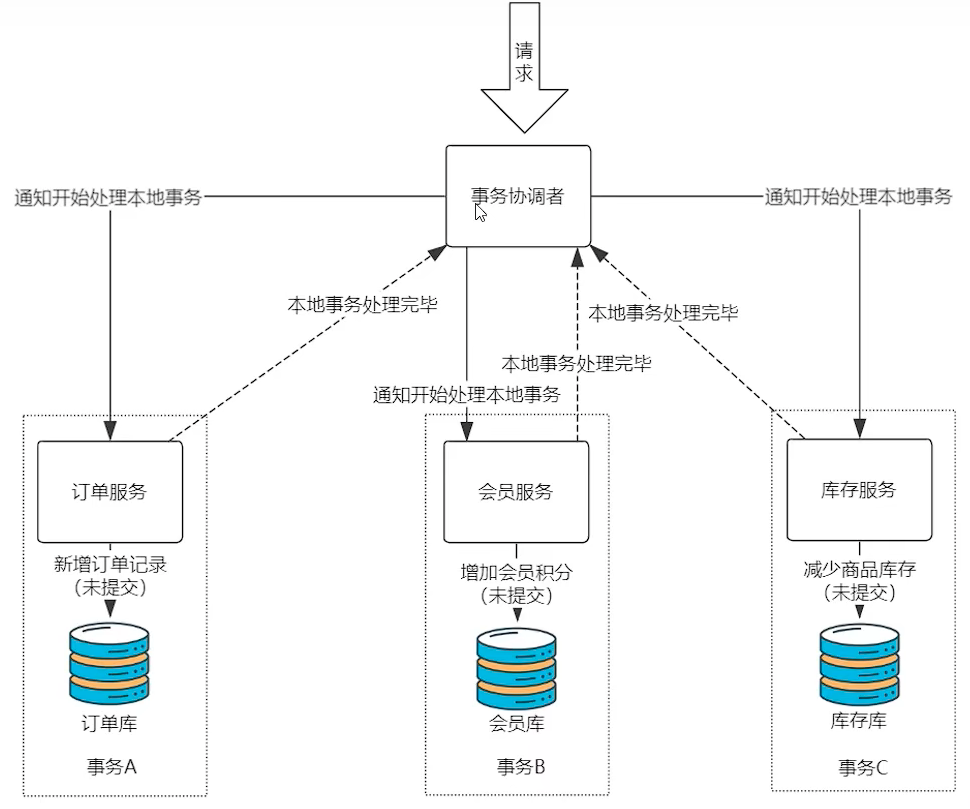 请
求
事务协调者
通知开始处理本地事务
通知开始处理本地事务
本地事务处理完毕
本地事务处理完毕
本地事务处理完毕
通知开始处理本地事务
订单服务
会员服务
库存服务
新增订单记录
（未提交）
增加会员积分
（未提交）
减少商品库存
（未提交）
订单库
会员库
库存库
事务A
事务B
事务C